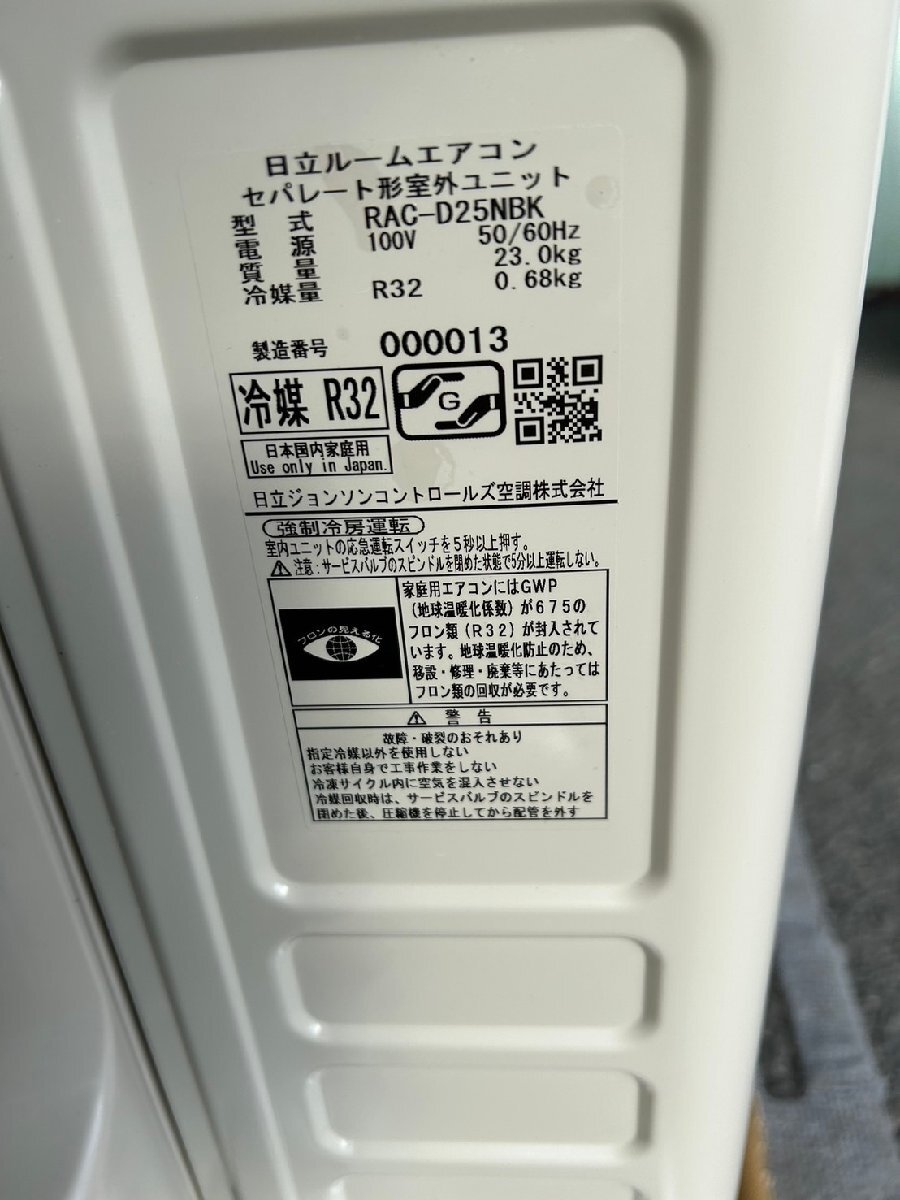 日立ルームエアコン
セパレート形室外ユニット
型式 RAC-D25NBK
電源 100V 50/60Hz
質量 23.0kg
冷媒量 R32 0.68kg
製造番号 000013
冷媒 R32
G
日本国内家庭用
Use only in Japan.
日立ジョンソンコントロールズ空調株式会社
強制冷房運転
室内ユニットの応急運転スイッチを5秒以上押す。
⚠注意:サービスバルブのスピンドルを閉めた状態で5分以上運転しない。
フロンの見える化
家庭用エアコンにはGWP
(地球温暖化係数)が675の
フロン類(R32)が封入されて
います。地球温暖化防止のため、
移設・修理・廃棄等にあたっては
フロン類の回収が必要です。
⚠ 警告
故障・破裂のおそれあり
指定冷媒以外を使用しない
お客様自身で工事作業をしない
冷凍サイクル内に空気を混入させない
冷媒回収時は、サービスバルブのスピンドルを
閉めた後、圧縮機を停止してから配管を外す